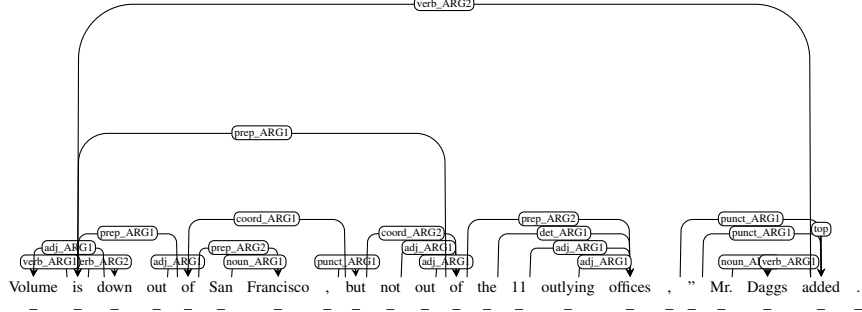 verb_ARG2
prep_ARG1
coord_ARG1 prep_ARG2 punct_ARG1
prep_ARG1 coord_ARG2 det_ARG1 punct_ARG1 top
adj_ARG1 prep_ARG2 adj_ARG1 adj_ARG1
verb_ARG1 adj_ARG1 noun_ARG1 punct_ARG1 adj_ARG1 adj_ARG1 verb_ARG1
Volume is down out of San Francisco , but not out of the 11 outlying offices , ” Mr. Daggs added .
_ _ _ _ _ _ _ _ _ _ _ _ _ _ _ _ _ _ _ _ _ _